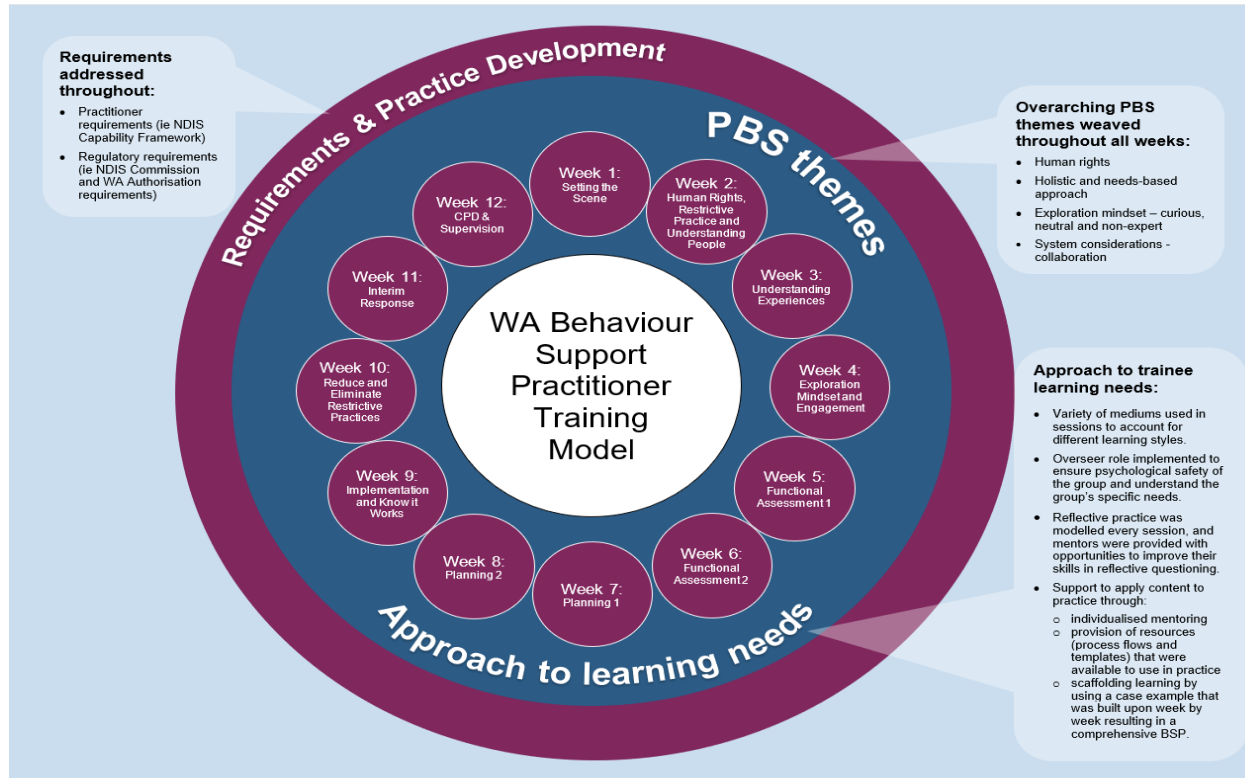 Requirements
addressed
throughout:
• Practitioner
requirements (ie NDIS
Capability Framework)
• Regulatory requirements
(ie NDIS Commission
and WA Authorisation
requirements)
Requirements & Practice Development
PBS themes
Overarching PBS
themes weaved
throughout all weeks:
• Human rights
• Holistic and needs-based
approach
• Exploration mindset – curious,
neutral and non-expert
• System considerations -
collaboration
WA Behaviour
Support
Practitioner
Training
Model
Week 1:
Setting the
Scene
Week 2:
Human Rights,
Restrictive
Practice and
Understanding
People
Week 3:
Understanding
Experiences
Week 4:
Exploration
Mindset and
Engagement
Week 5:
Functional
Assessment 1
Week 6:
Functional
Assessment 2
Week 7:
Planning 1
Week 8:
Planning 2
Week 9:
Implementation
and Know it
Works
Week 10:
Reduce and
Eliminate
Restrictive
Practices
Week 11:
Interim
Response
Week 12:
CPD &
Supervision
Approach to learning needs
Approach to trainee
learning needs:
• Variety of mediums used in
sessions to account for
different learning styles.
• Overseer role implemented to
ensure psychological safety of
the group and understand the
group's specific needs.
• Reflective practice was
modelled every session, and
mentors were provided with
opportunities to improve their
skills in reflective questioning.
• Support to apply content to
practice through:
o individualised mentoring
o provision of resources
(process flows and
templates) that were
available to use in practice
o scaffolding learning by
using a case example that
was built upon week by
week resulting in a
comprehensive BSP.